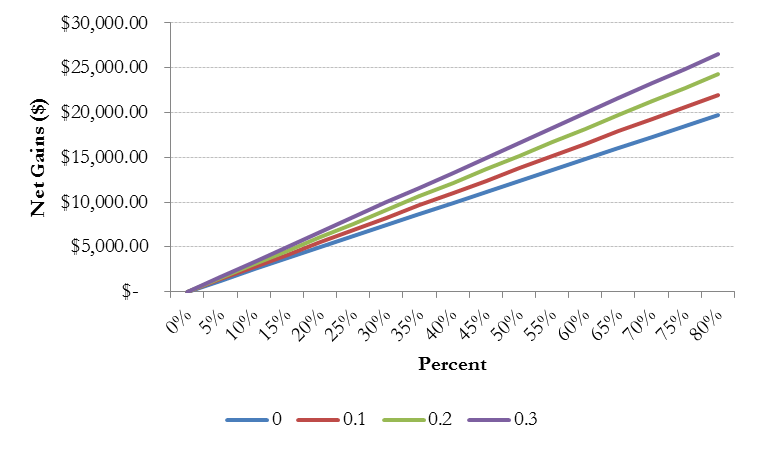 $30,000.00
$25,000.00
$20,000.00
$15,000.00
$10,000.00
$5,000.00
$-
Net Gains ($)
0% 5% 10% 15% 20% 25% 30% 35% 40% 45% 50% 55% 60% 65% 70% 75% 80%
Percent
0 0.1 0.2 0.3